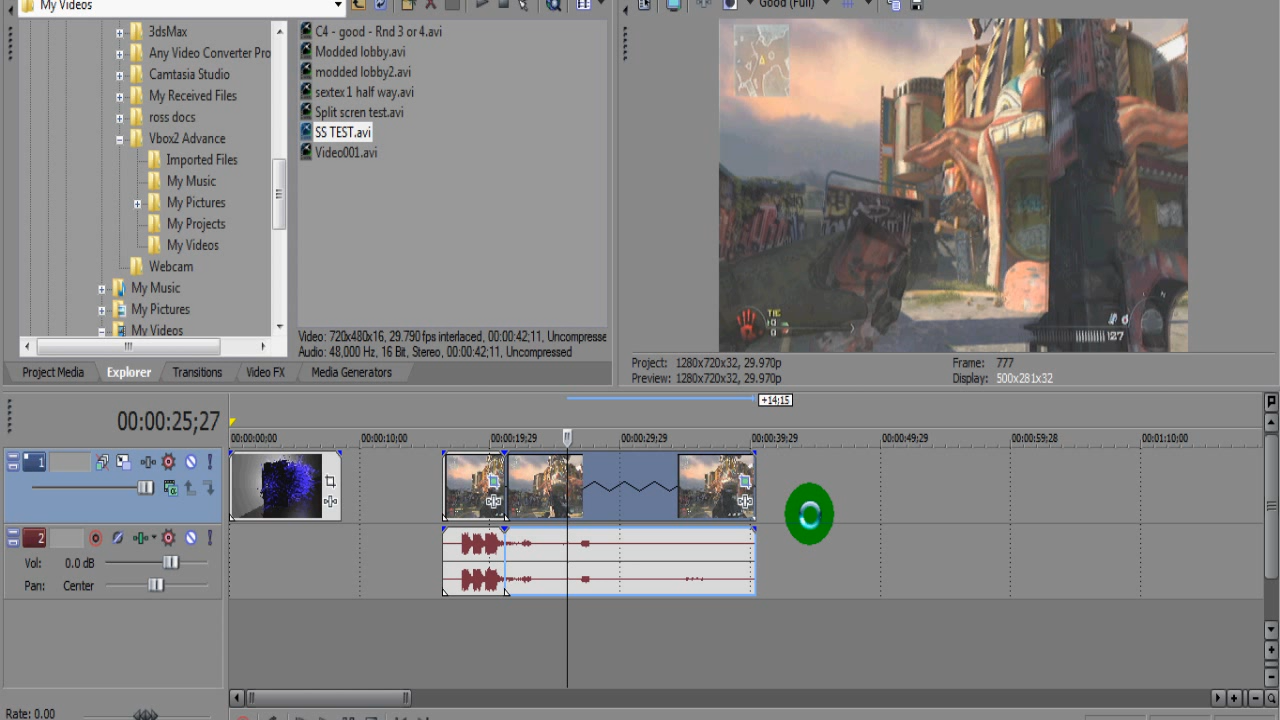 My Videos
Good (Full)
3dsMax
Any Video Converter Pro
Camtasia Studio
My Received Files
ross docs
Vbox2 Advance
Imported Files
My Music
My Pictures
My Projects
My Videos
Webcam
My Music
My Pictures
My Videos
C4 - good - Rnd 3 or 4.avi
Modded lobby.avi
modded lobby2.avi
sextex 1 half way.avi
Split scren test.avi
SS TEST.avi
Video001.avi
Video: 720x480x16, 29.790 fps interlaced, 00:00:42;11, Uncompresse
Audio: 48,000 Hz, 16 Bit, Stereo, 00:00:42;11, Uncompressed
Project Media Explorer Transitions Video FX Media Generators
127
Project: 1280x720x32, 29.970p
Preview: 1280x720x32, 29.970p
Frame: 777
Display: 500x281x32
+14;15
00:00:25;27
00:00:00;00 00:00:10;00 00:00:19;29 00:00:29;29 00:00:39;29 00:00:49;29 00:00:59;28 00:01:10;00
1
2
Vol: 0.0 dB
Pan: Center
Rate: 0.00